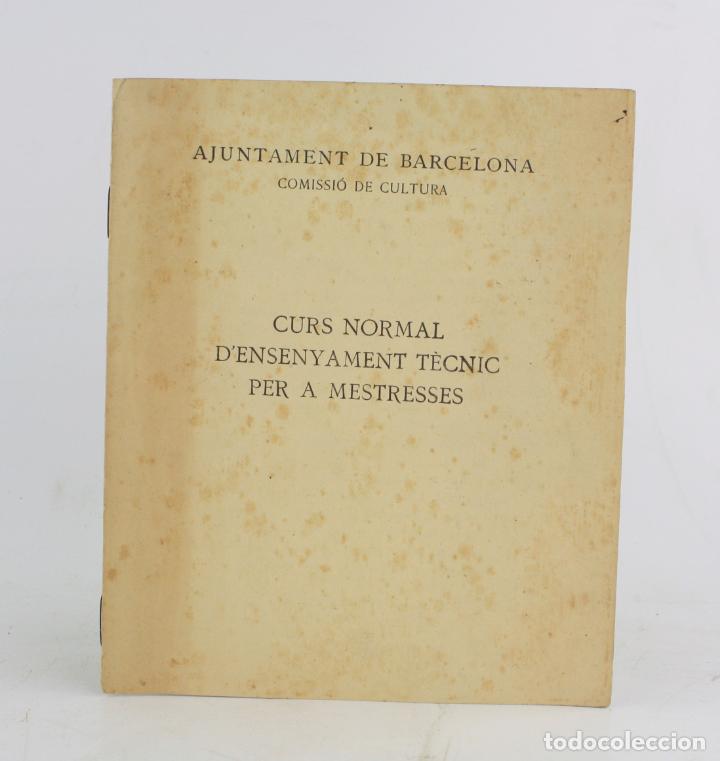 AJUNTAMENT DE BARCELONA
COMISSIÓ DE CULTURA
CURS NORMAL
D'ENSENYAMENT TÈCNIC
PER A MESTRESSES
todocoleccion